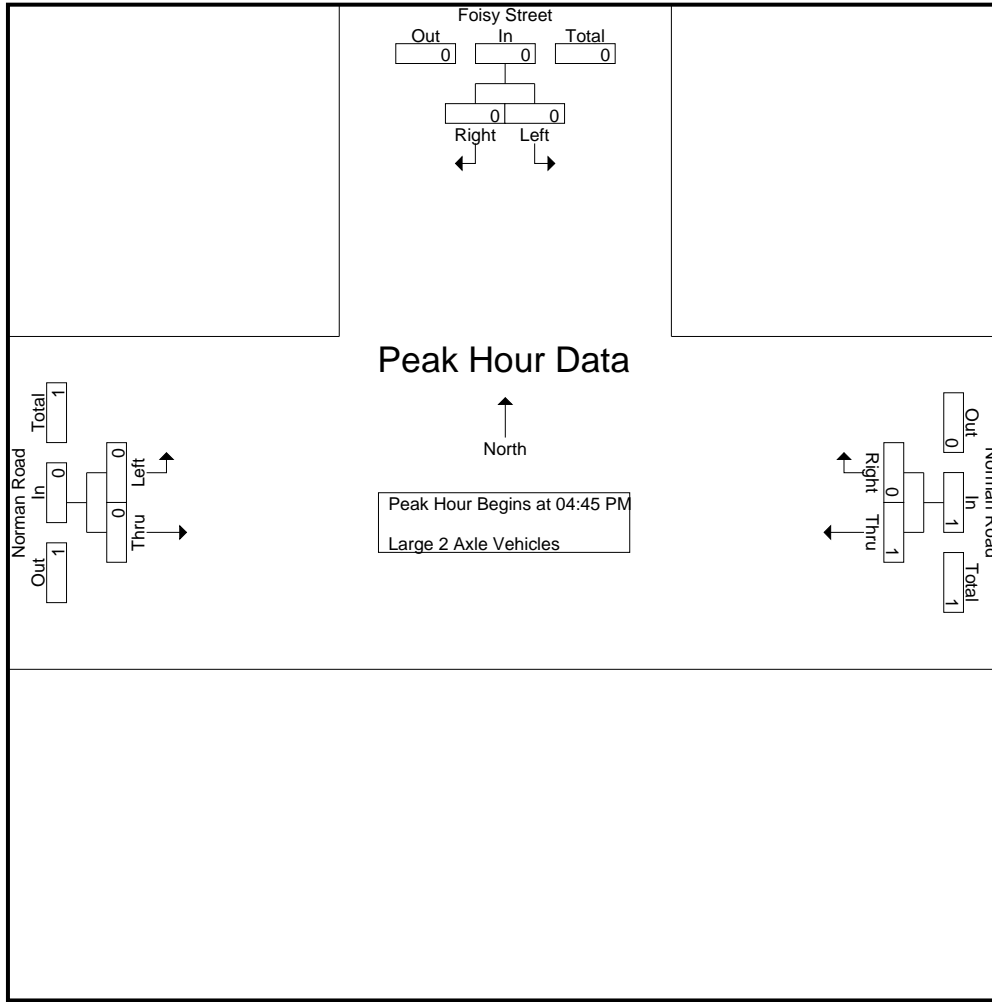 Foisy Street
Out In Total
0 0 0
0 0
Right Left
Peak Hour Data
North
Peak Hour Begins at 04:45 PM
Large 2 Axle Vehicles
Norman Road
Out In Total
1 0 1
Left Thru
0 0
Norman Road
Out In Total
0 1 1
Right Thru
0 1